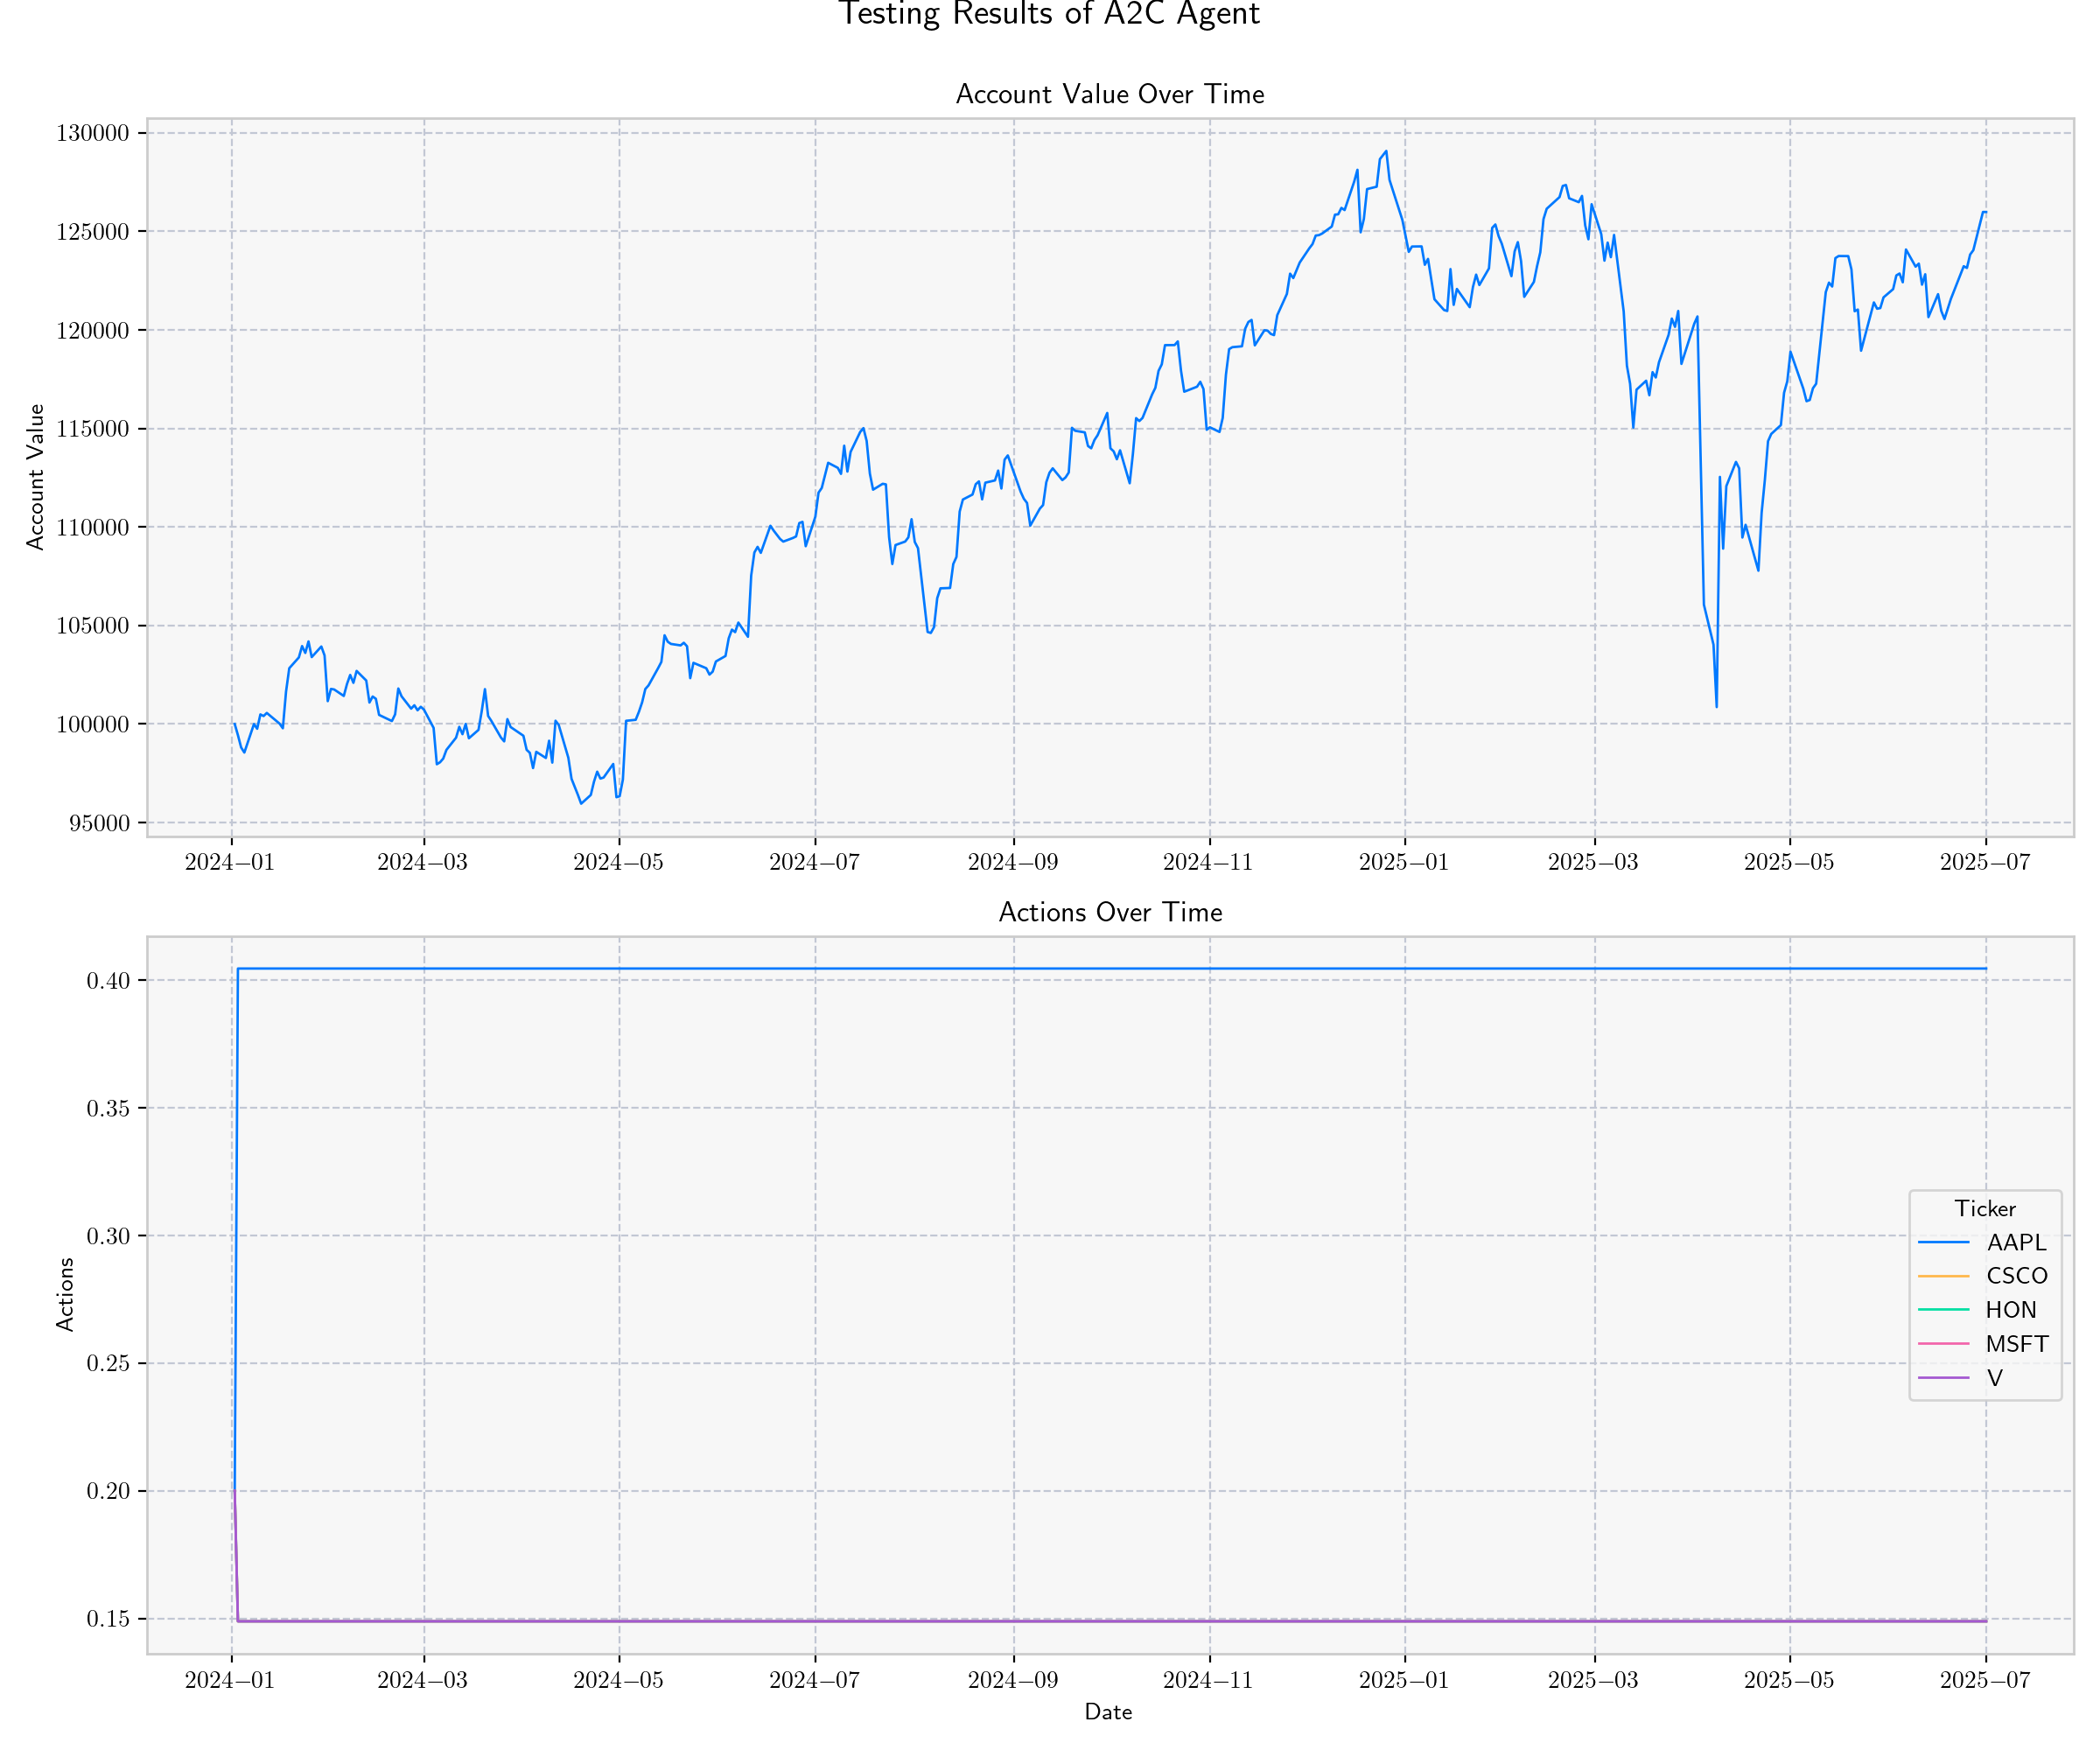 Testing Results of A2C Agent
Account Value Over Time
Account Value
130000
125000
120000
115000
110000
105000
100000
95000
2024−01 2024−03 2024−05 2024−07 2024−09 2024−11 2025−01 2025−03 2025−05 2025−07
Actions Over Time
Actions
0.40
0.35
0.30
0.25
0.20
0.15
Ticker
AAPL
CSCO
HON
MSFT
V
2024−01 2024−03 2024−05 2024−07 2024−09 2024−11 2025−01 2025−03 2025−05 2025−07
Date